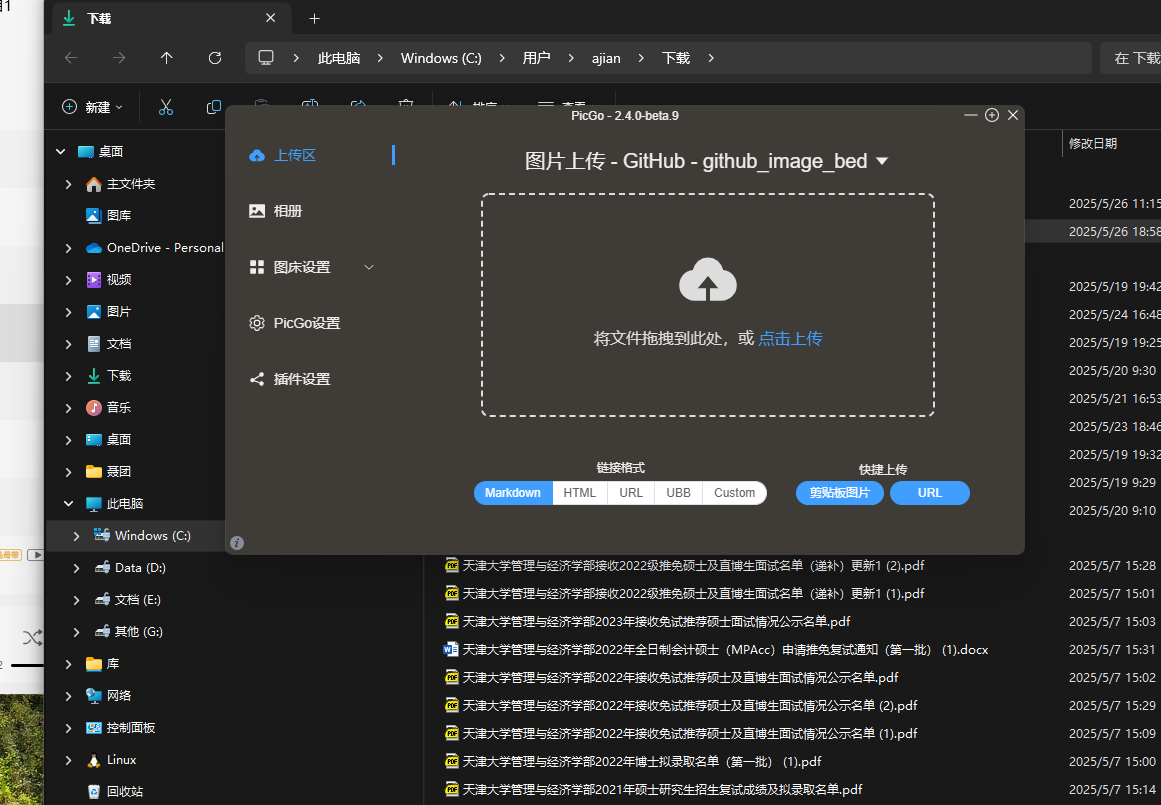 引1
下载
此电脑
Windows (C:)
用户
ajian
下载
在 下载
新建
排序
查看
修改日期
桌面
主文件夹
图库
OneDrive - Personal
视频
图片
文档
下载
音乐
桌面
聂团
此电脑
Windows (C:)
Data (D:)
文档 (E:)
其他 (G:)
库
网络
控制面板
Linux
回收站
PicGo - 2.4.0-beta.9
上传区
相册
图床设置
PicGo设置
插件设置
图片上传 - GitHub - github_image_bed
将文件拖拽到此处，或 点击上传
链接格式
Markdown HTML URL UBB Custom
快捷上传
剪贴板图片 URL
2025/5/26 11:15
2025/5/26 18:58
2025/5/19 19:42
2025/5/24 16:48
2025/5/19 19:25
2025/5/20 9:30
2025/5/21 16:53
2025/5/23 18:46
2025/5/19 19:32
2025/5/19 9:29
2025/5/20 9:10
天津大学管理与经济学部接收2022级推免硕士及直博生面试名单（递补）更新1 (2).pdf 2025/5/7 15:28
天津大学管理与经济学部接收2022级推免硕士及直博生面试名单（递补）更新1 (1).pdf 2025/5/7 15:01
天津大学管理与经济学部2023年接收免试推荐硕士面试情况公示名单.pdf 2025/5/7 15:03
天津大学管理与经济学部2022年全日制会计硕士（MPAcc）申请推免复试通知（第一批） (1).docx 2025/5/7 15:31
天津大学管理与经济学部2022年接收免试推荐硕士及直博生面试情况公示名单.pdf 2025/5/7 15:02
天津大学管理与经济学部2022年接收免试推荐硕士及直博生面试情况公示名单 (2).pdf 2025/5/7 15:29
天津大学管理与经济学部2022年接收免试推荐硕士及直博生面试情况公示名单 (1).pdf 2025/5/7 15:09
天津大学管理与经济学部2022年博士拟录取名单（第一批） (1).pdf 2025/5/7 15:00
天津大学管理与经济学部2021年硕士研究生招生复试成绩及拟录取名单.pdf 2025/5/7 15:14